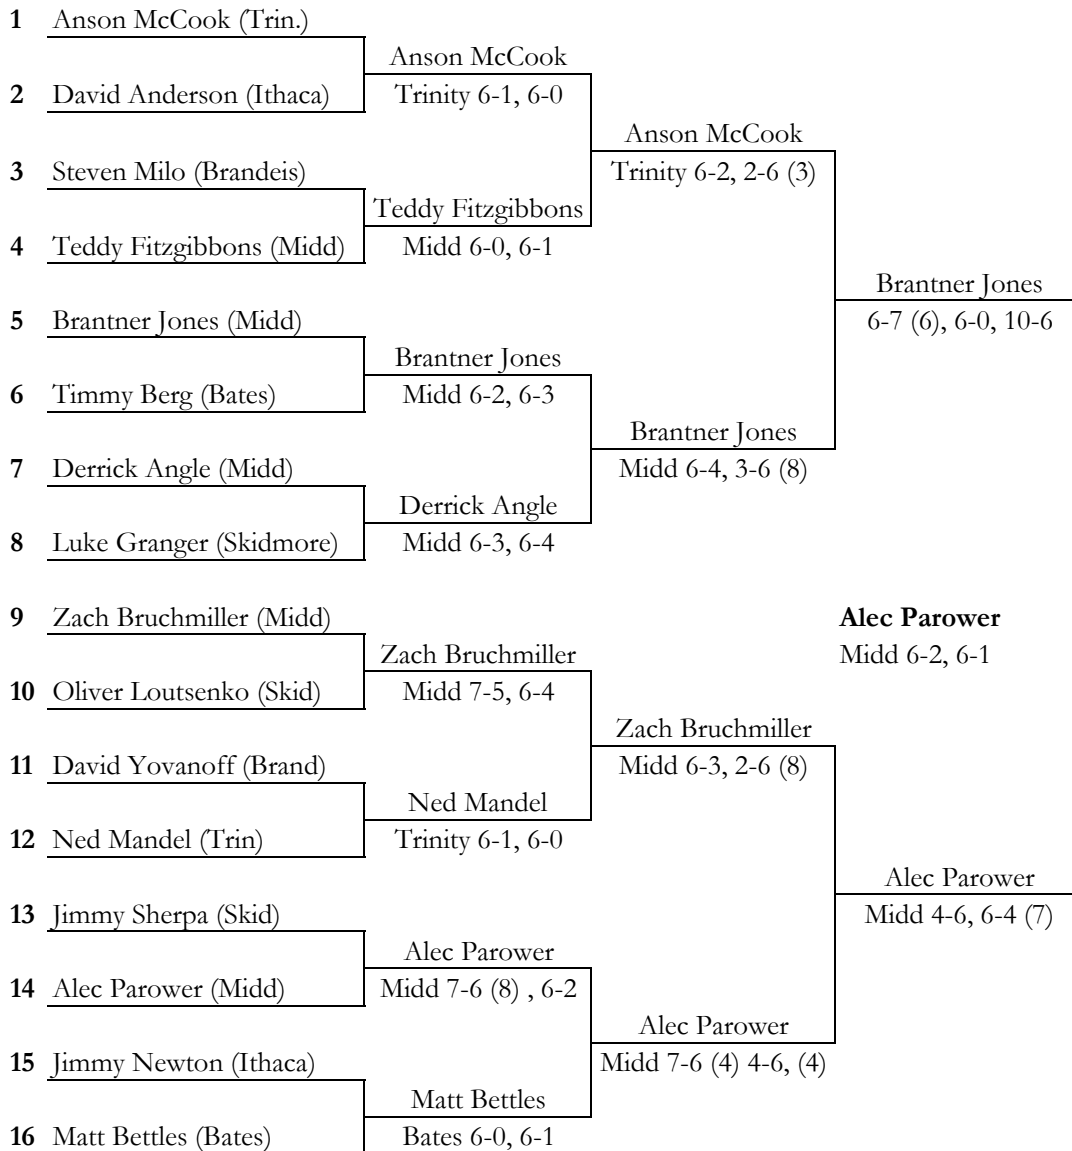 1 Anson McCook (Trin.)
Anson McCook
2 David Anderson (Ithaca)
Trinity 6-1, 6-0
Anson McCook
3 Steven Milo (Brandeis)
Trinity 6-2, 2-6 (3)
Teddy Fitzgibbons
4 Teddy Fitzgibbons (Midd)
Midd 6-0, 6-1
Brantner Jones
5 Brantner Jones (Midd)
6-7 (6), 6-0, 10-6
Brantner Jones
6 Timmy Berg (Bates)
Midd 6-2, 6-3
Brantner Jones
7 Derrick Angle (Midd)
Midd 6-4, 3-6 (8)
Derrick Angle
8 Luke Granger (Skidmore)
Midd 6-3, 6-4
9 Zach Bruchmiller (Midd)
Alec Parower
Zach Bruchmiller
Midd 6-2, 6-1
10 Oliver Loutsenko (Skid)
Midd 7-5, 6-4
Zach Bruchmiller
11 David Yovanoff (Brand)
Midd 6-3, 2-6 (8)
Ned Mandel
12 Ned Mandel (Trin)
Trinity 6-1, 6-0
Alec Parower
13 Jimmy Sherpa (Skid)
Midd 4-6, 6-4 (7)
Alec Parower
14 Alec Parower (Midd)
Midd 7-6 (8) , 6-2
Alec Parower
15 Jimmy Newton (Ithaca)
Midd 7-6 (4) 4-6, (4)
Matt Bettles
16 Matt Bettles (Bates)
Bates 6-0, 6-1